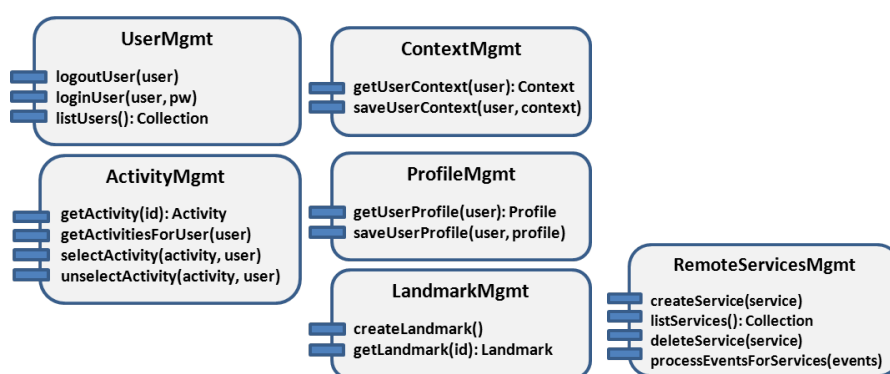 UserMgmt
logoutUser(user)
loginUser(user, pw)
listUsers(): Collection
ContextMgmt
getUserContext(user): Context
saveUserContext(user, context)
ActivityMgmt
getActivity(id): Activity
getActivitiesForUser(user)
selectActivity(activity, user)
unselectActivity(activity, user)
ProfileMgmt
getUserProfile(user): Profile
saveUserProfile(user, profile)
LandmarkMgmt
createLandmark()
getLandmark(id): Landmark
RemoteServicesMgmt
createService(service)
listServices(): Collection
deleteService(service)
processEventsForServices(events)